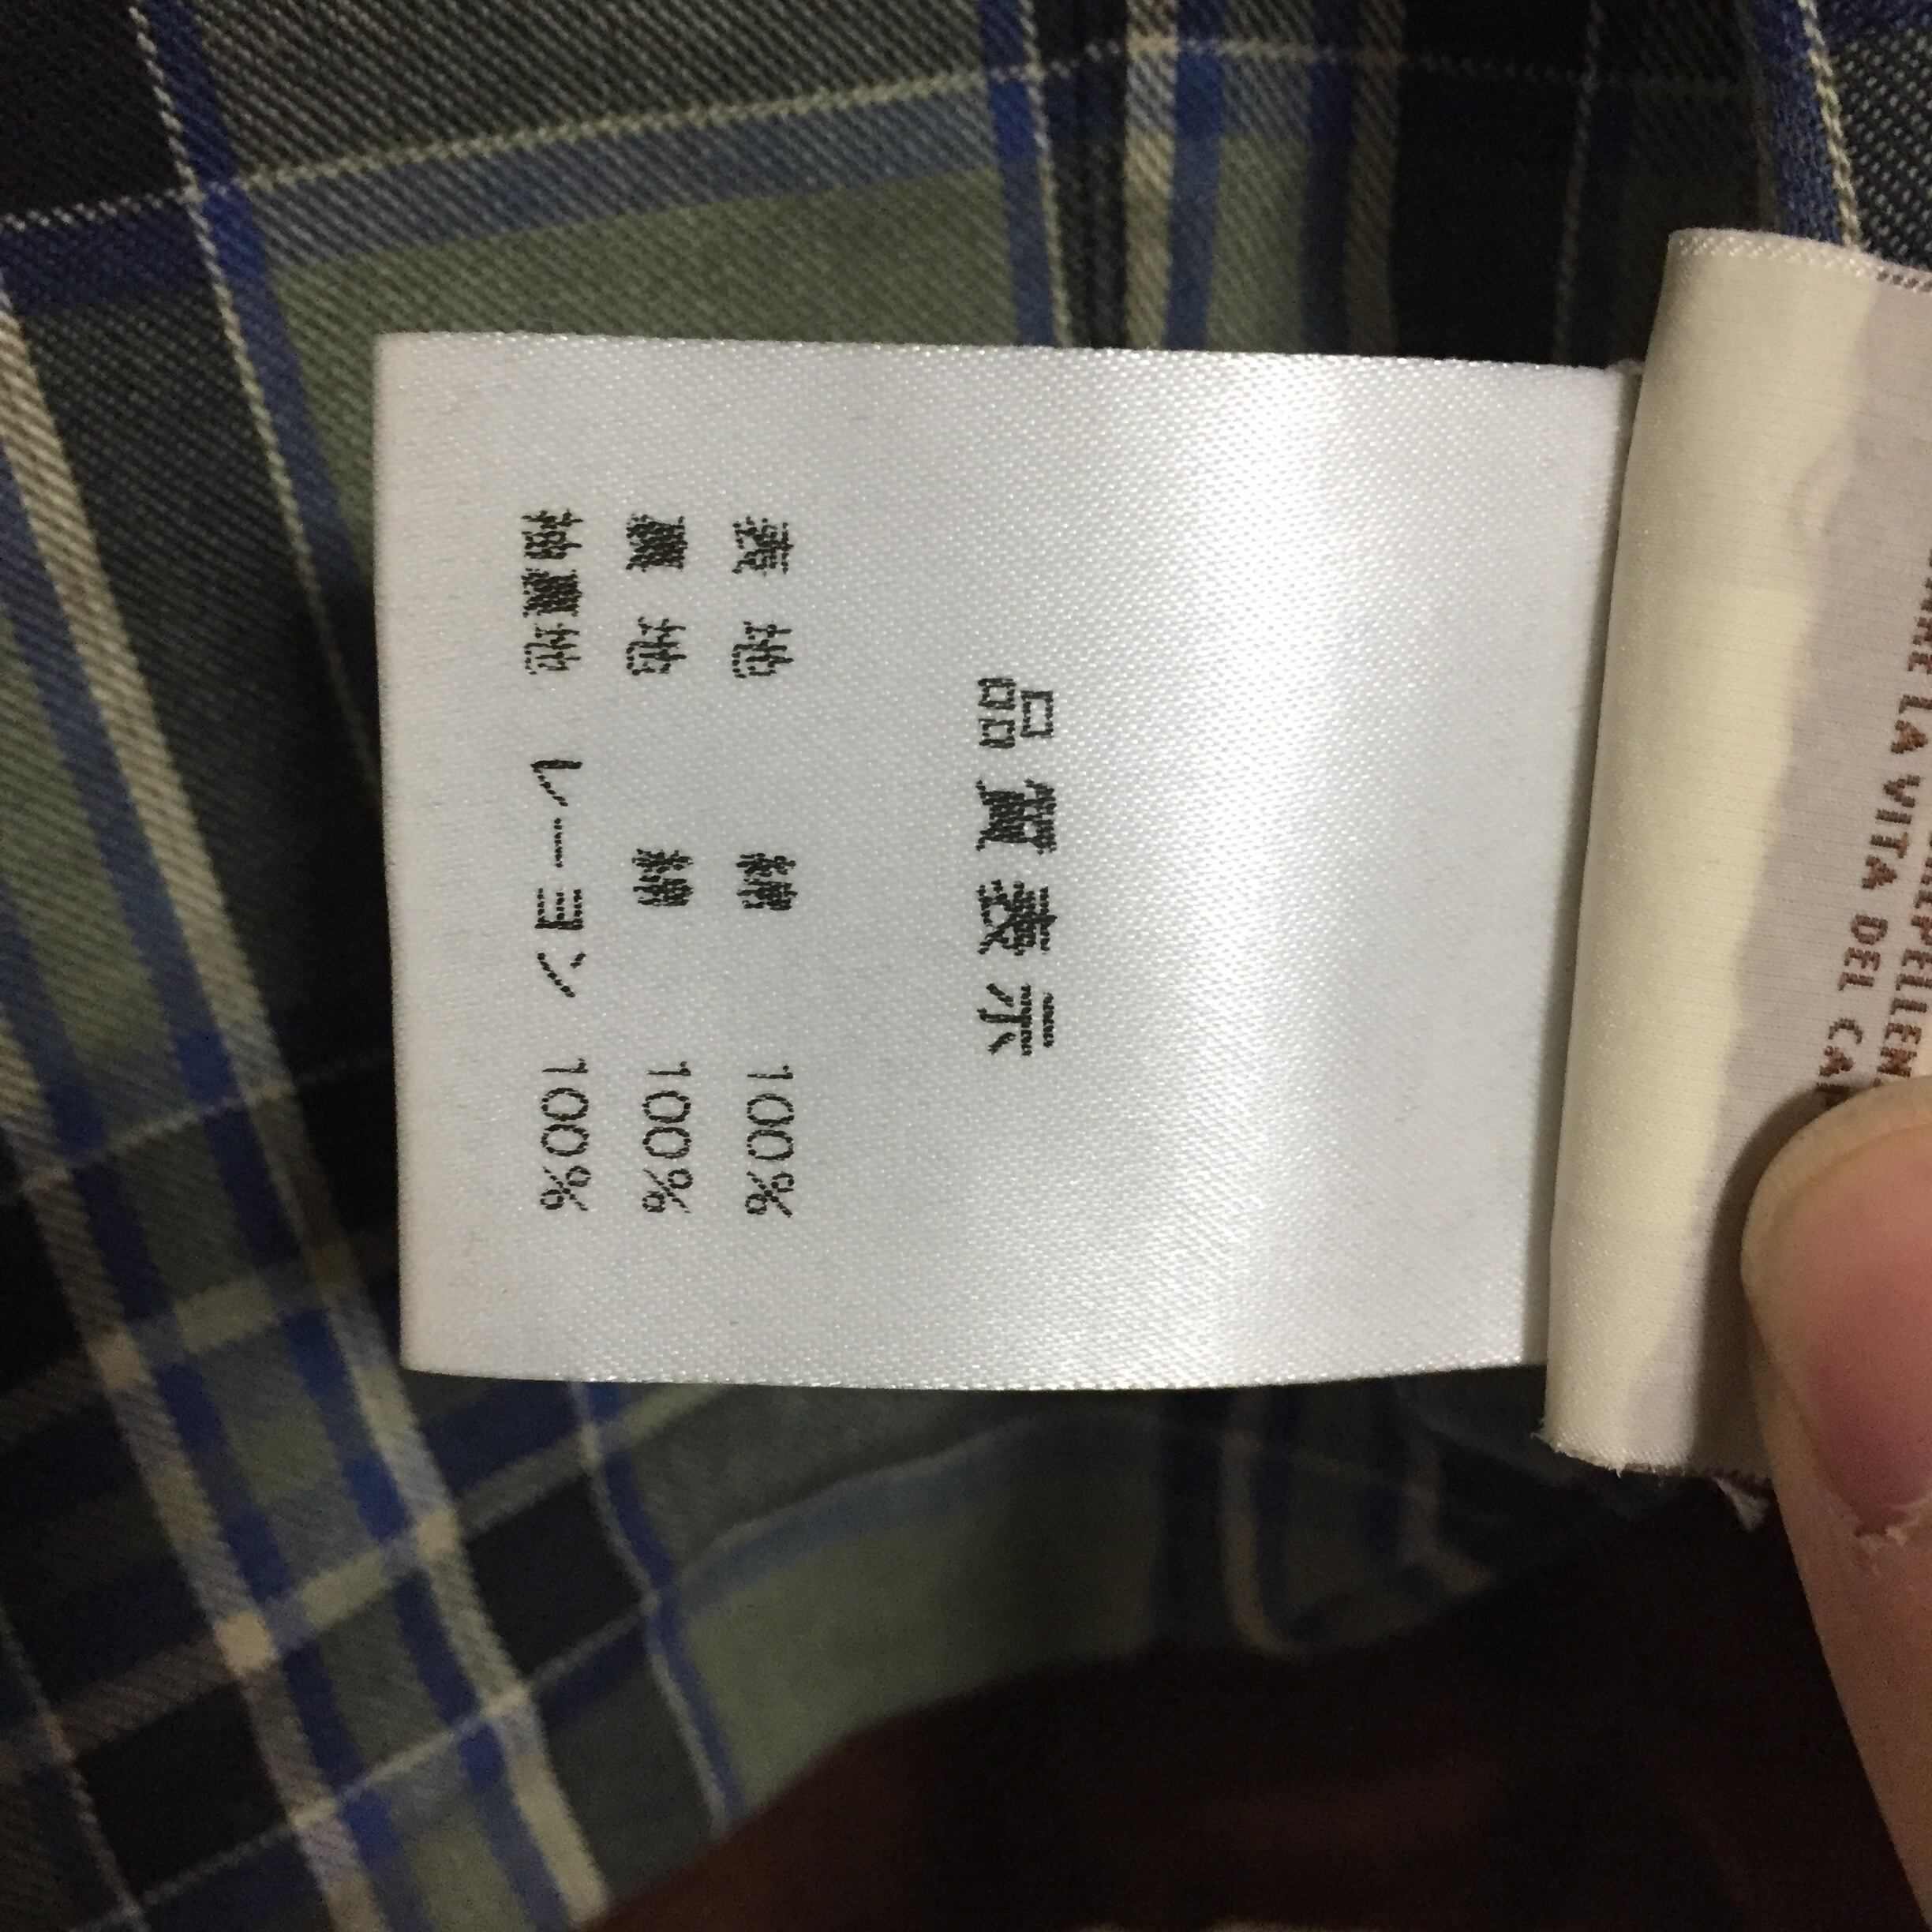 品質表示
表地 綿 100%
裏地 綿 100%
袖裏地 レーヨン 100%
LA VITA
DEL